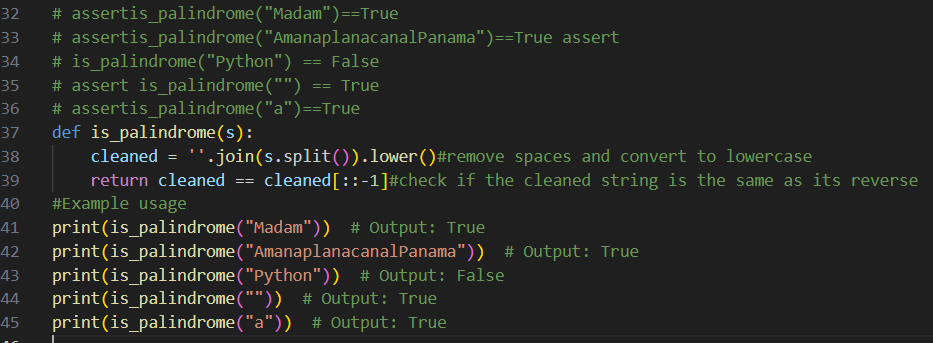 32 # assertis_palindrome("Madam")==True
33 # assertis_palindrome("AmanaplanacanalPanama")==True assert
34 # is_palindrome("Python") == False
35 # assert is_palindrome("") == True
36 # assertis_palindrome("a")==True
37 def is_palindrome(s):
38     cleaned = ''.join(s.split()).lower()#remove spaces and convert to lowercase
39     return cleaned == cleaned[::-1]#check if the cleaned string is the same as its reverse
40 #Example usage
41 print(is_palindrome("Madam"))  # Output: True
42 print(is_palindrome("AmanaplanacanalPanama"))  # Output: True
43 print(is_palindrome("Python"))  # Output: False
44 print(is_palindrome(""))  # Output: True
45 print(is_palindrome("a"))  # Output: True